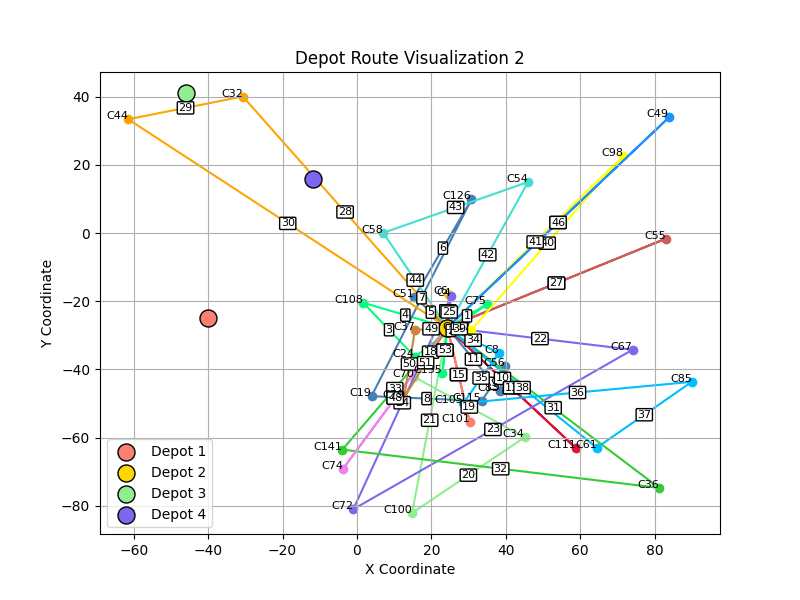 Depot Route Visualization 2
Y Coordinate
40
20
0
−20
−40
−60
−80
−60
−40
−20
0
20
40
60
80
X Coordinate
C32
29
C44
C49
C98
C54
C126
43
28
30
46
C58
C55
41
6
42
27
44
C51
7
C6
C108
C75
4
5
25
1
3
C37
49
34
22
C67
C24
18
53
C8
11
50
51
C56
C70
15
35
10
C85
33
38
36
C19
48
8
19
31
37
C101
21
23
C34
C141
C111
C61
C74
32
20
C36
C72
C100
Depot 1
Depot 2
Depot 3
Depot 4